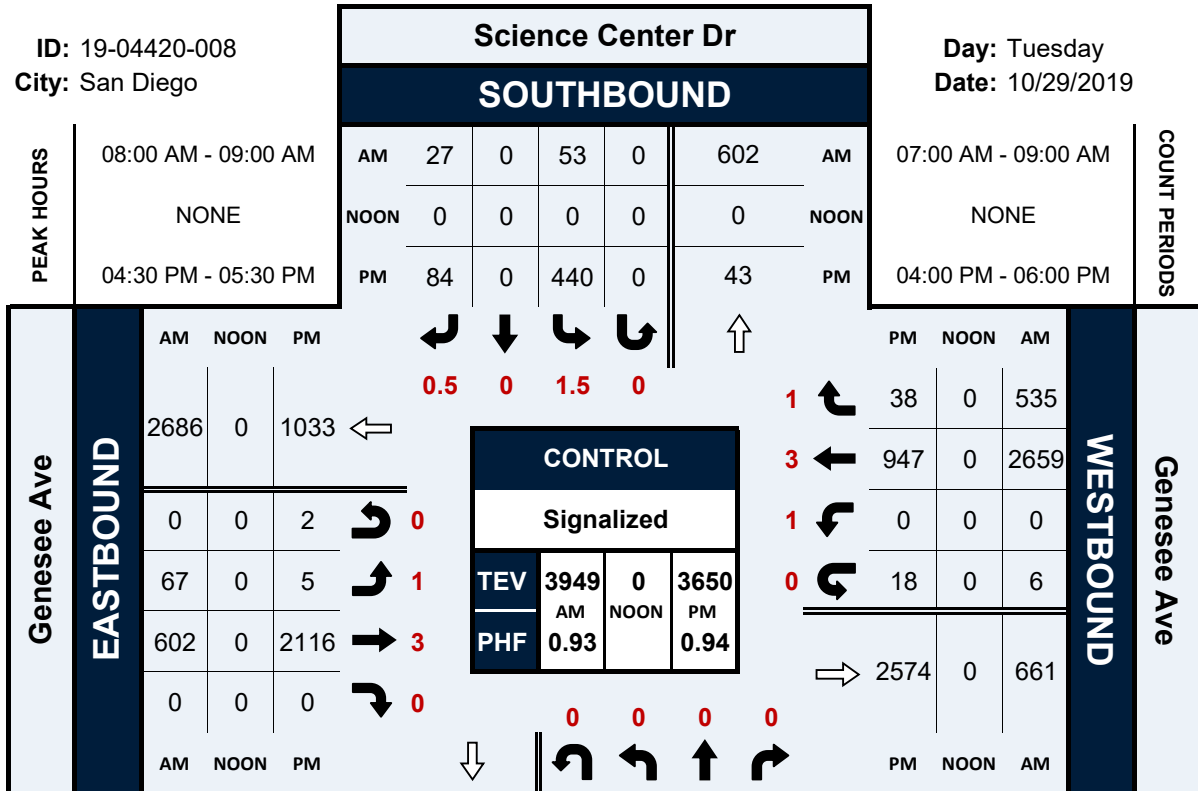 Science Center Dr
ID: 19-04420-008
Day: Tuesday
City: San Diego
Date: 10/29/2019
SOUTHBOUND
PEAK HOURS
08:00 AM - 09:00 AM
AM 27 0 53 0 602 AM
07:00 AM - 09:00 AM
COUNT PERIODS
NONE
NOON 0 0 0 0 0 NOON
NONE
04:30 PM - 05:30 PM
PM 84 0 440 0 43 PM
04:00 PM - 06:00 PM
AM NOON PM
PM NOON AM
0.5 0 1.5 0
Genesee Ave
EASTBOUND
2686 0 1033
0 0 2 0
67 0 5 1
602 0 2116 3
0 0 0 0
AM NOON PM
CONTROL
Signalized
TEV 3949 0 3650
AM NOON PM
PHF 0.93 0.94
1 38 0 535
3 947 0 2659
1 0 0 0
0 18 0 6
2574 0 661
PM NOON AM
WESTBOUND
Genesee Ave
0 0 0 0